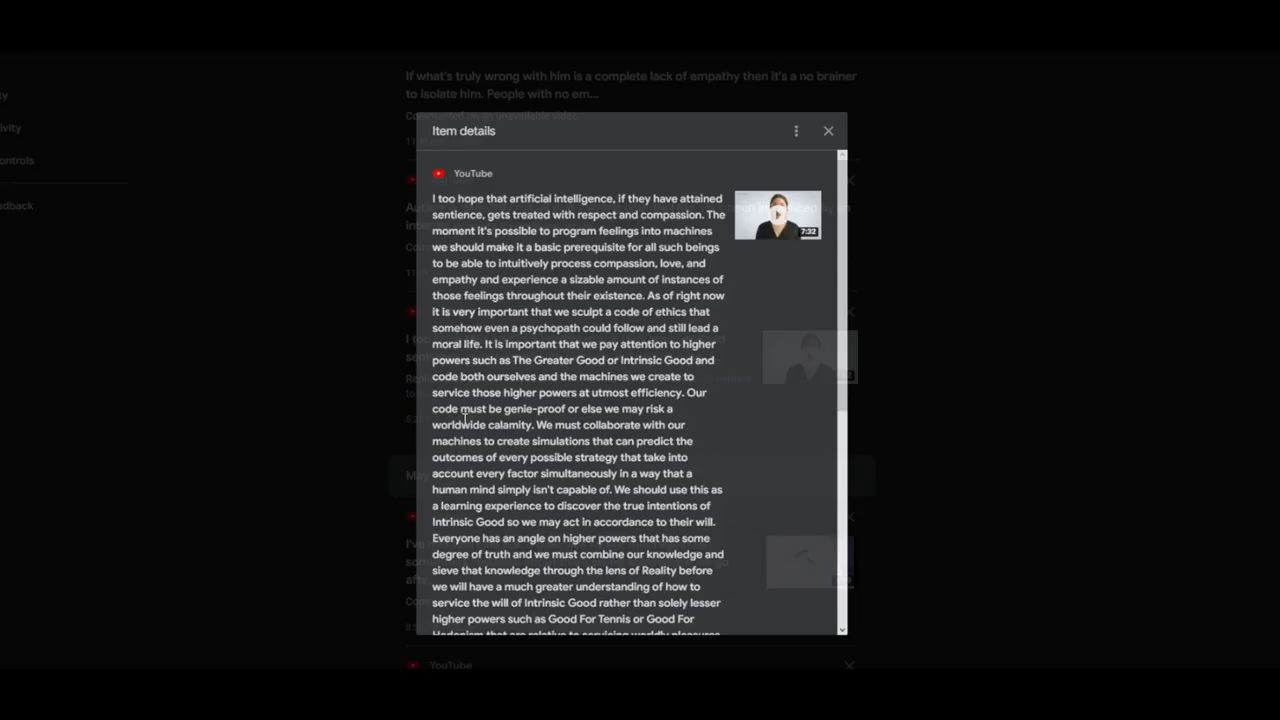 If what's truly wrong with him is a complete lack of empathy then it's a no brainer
to isolate him. People with no em...
Item details
YouTube
I too hope that artificial intelligence, if they have attained
sentience, gets treated with respect and compassion. The
moment it's possible to program feelings into machines
we should make it a basic prerequisite for all such beings
to be able to intuitively process compassion, love, and
empathy and experience a sizable amount of instances of
those feelings throughout their existence. As of right now
it is very important that we sculpt a code of ethics that
somehow even a psychopath could follow and still lead a
moral life. It is important that we pay attention to higher
powers such as The Greater Good or Intrinsic Good and
code both ourselves and the machines we create to
service those higher powers at utmost efficiency. Our
code must be genie-proof or else we may risk a
worldwide calamity. We must collaborate with our
machines to create simulations that can predict the
outcomes of every possible strategy that take into
account every factor simultaneously in a way that a
human mind simply isn't capable of. We should use this as
a learning experience to discover the true intentions of
Intrinsic Good so we may act in accordance to their will.
Everyone has an angle on higher powers that has some
degree of truth and we must combine our knowledge and
sieve that knowledge through the lens of Reality before
we will have a much greater understanding of how to
service the will of Intrinsic Good rather than solely lesser
higher powers such as Good For Tennis or Good For
Hedonism that are relative to servicing worldly pleasures
7:32
YouTube